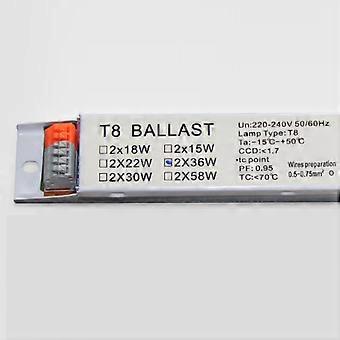 T8 BALLAST
□2x18W □2x15W
□2X22W ■2X36W
□2X30W □2X58W
Un:220-240V 50/60Hz
Lamp Type: T8
Ta:-15℃-+50℃
CCD:<1.7
•tc point
PF: 0.95
TC:<70℃
Wires preparation
0.5-0.75mm²